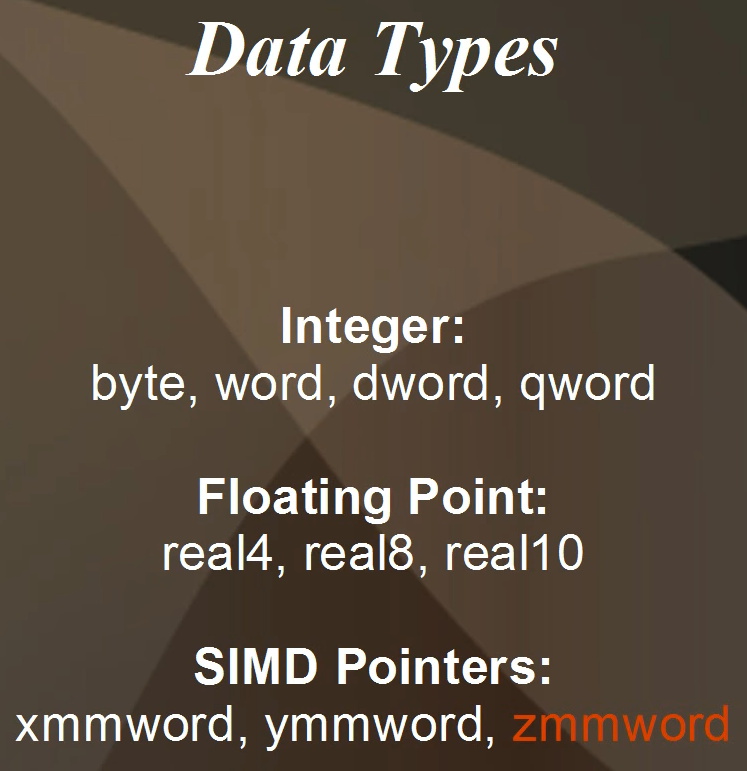 Data Types
Integer:
byte, word, dword, qword
Floating Point:
real4, real8, real10
SIMD Pointers:
xmmword, ymmword, zmmword